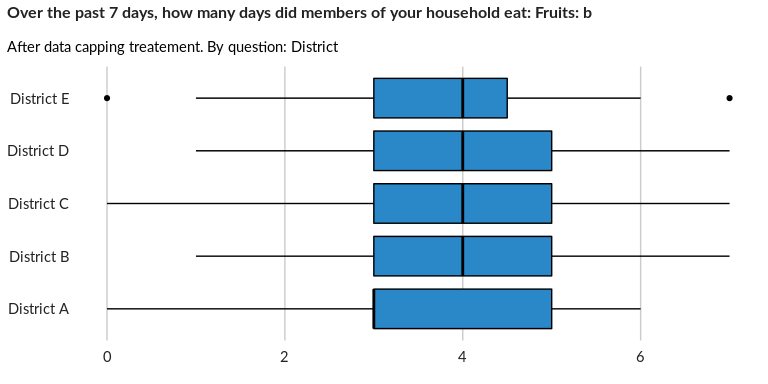 Over the past 7 days, how many days did members of your household eat: Fruits: b
After data capping treatement. By question: District
District E
District D
District C
District B
District A
0 2 4 6